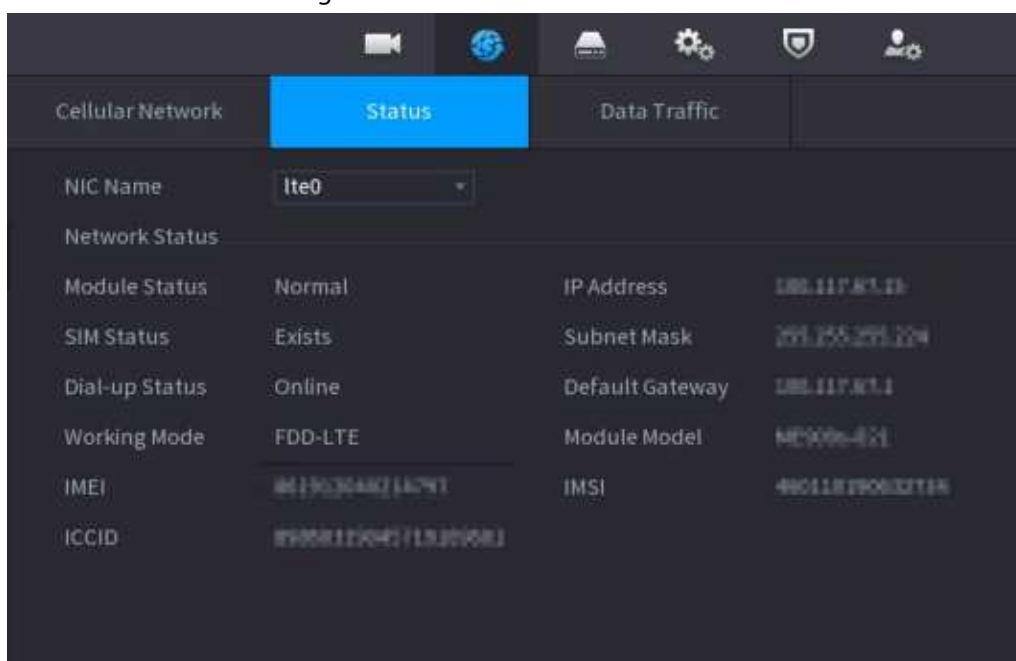 Cellular Network Status Data Traffic
NIC Name lte0
Network Status
Module Status Normal IP Address
SIM Status Exists Subnet Mask
Dial-up Status Online Default Gateway
Working Mode FDD-LTE Module Model
IMEI IMSI
ICCID